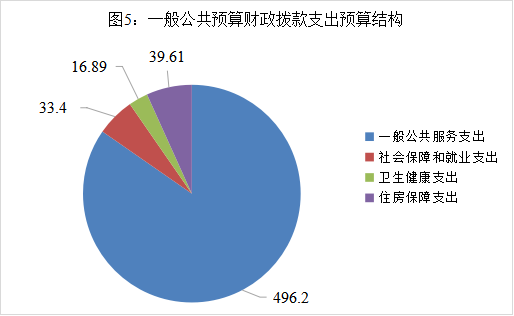 图5：一般公共预算财政拨款支出预算结构
39.61
16.89
33.4
一般公共服务支出
社会保障和就业支出
卫生健康支出
住房保障支出
496.2